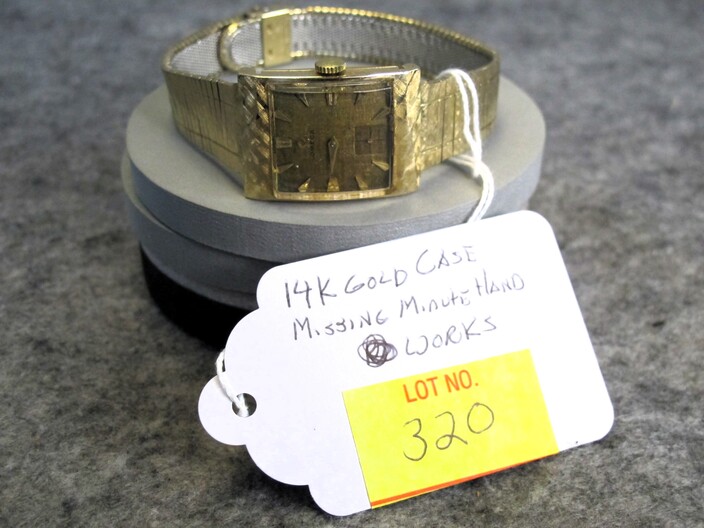 14K GOLD CASE
MISSING MINUTE HAND
WORKS
LOT NO.
320